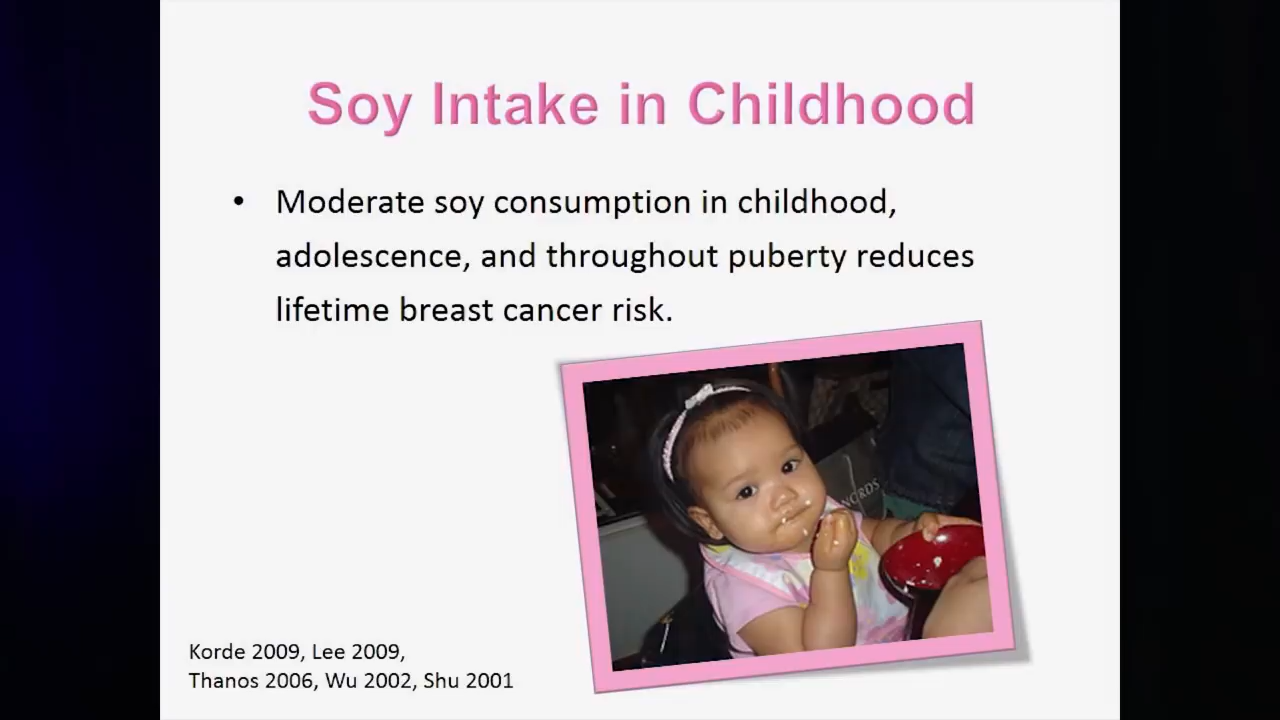 Soy Intake in Childhood
• Moderate soy consumption in childhood,
adolescence, and throughout puberty reduces
lifetime breast cancer risk.
Korde 2009, Lee 2009,
Thanos 2006, Wu 2002, Shu 2001